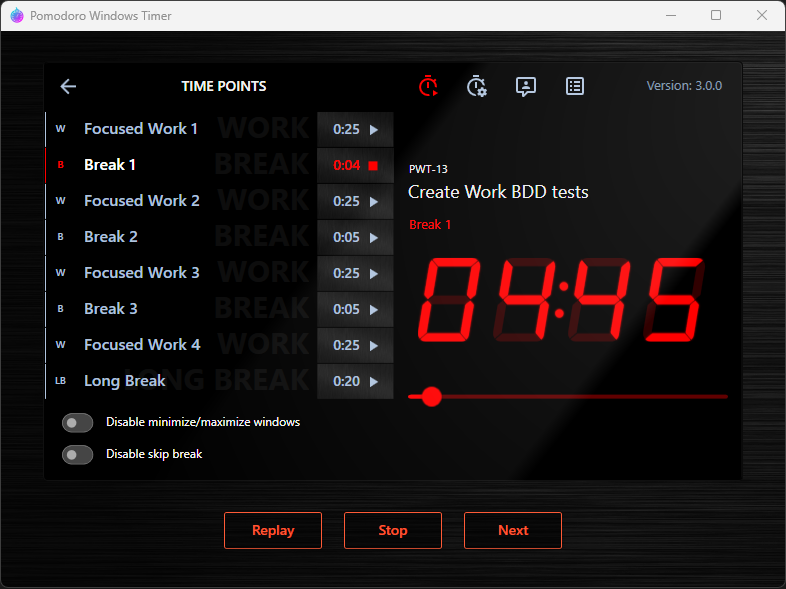 Pomodoro Windows Timer
TIME POINTS
Version: 3.0.0
W Focused Work 1 WORK 0:25
B Break 1 BREAK 0:04
W Focused Work 2 WORK 0:25
B Break 2 BREAK 0:05
W Focused Work 3 WORK 0:25
B Break 3 BREAK 0:05
W Focused Work 4 WORK 0:25
LB Long Break LONG BREAK 0:20
Disable minimize/maximize windows
Disable skip break
PWT-13
Create Work BDD tests
Break 1
04:45
Replay Stop Next